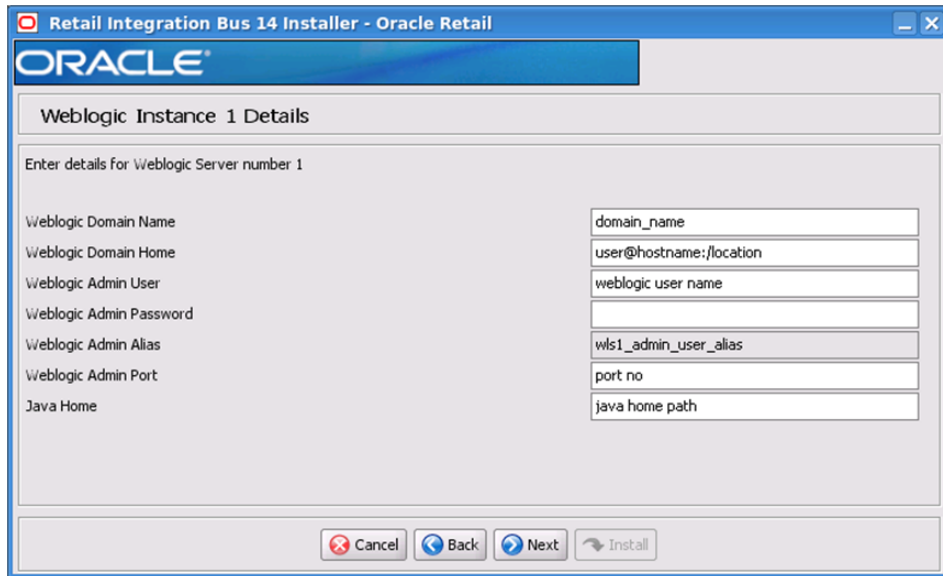 Retail Integration Bus 14 Installer - Oracle Retail
ORACLE®
Weblogic Instance 1 Details
Enter details for Weblogic Server number 1
Weblogic Domain Name domain_name
Weblogic Domain Home user@hostname:/location
Weblogic Admin User weblogic user name
Weblogic Admin Password
Weblogic Admin Alias wls1_admin_user_alias
Weblogic Admin Port port no
Java Home java home path
Cancel Back Next Install